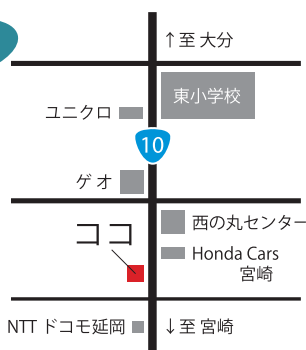 ↑至 大分
東小学校
ユニクロ
10
ゲオ
西の丸センター
ココ
Honda Cars
宮崎
NTT ドコモ延岡
↓至 宮崎